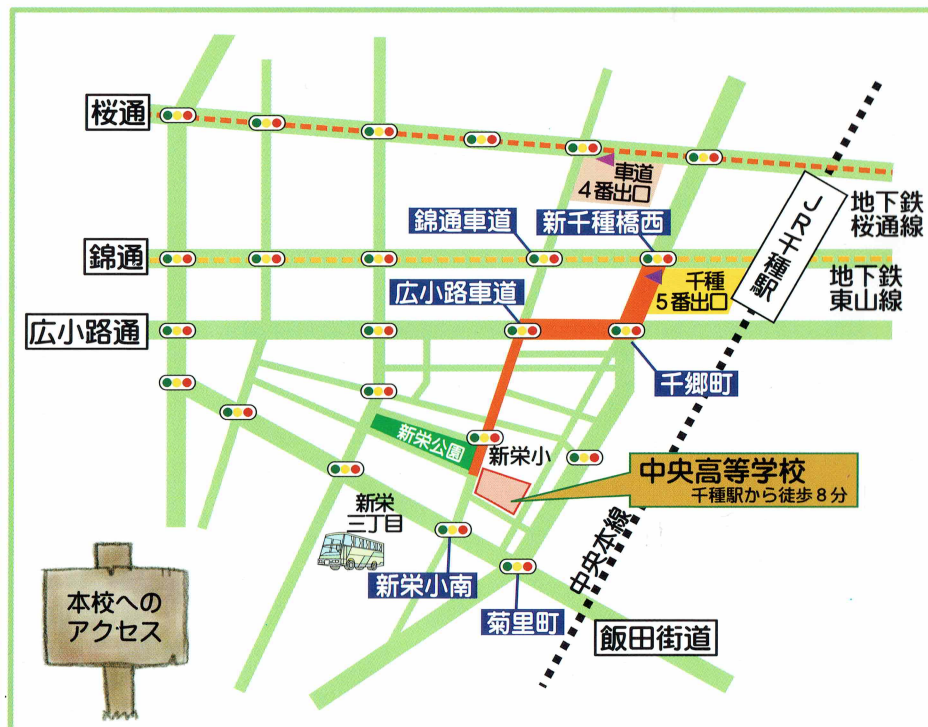 桜通
車道
4番出口
地下鉄
桜通線
JR千種駅
錦通車道
新千種橋西
錦通
千種
5番出口
地下鉄
東山線
広小路車道
広小路通
千郷町
新栄公園
新栄小
中央高等学校
千種駅から徒歩8分
新栄
三丁目
中央本線
新栄小南
菊里町
飯田街道
本校への
アクセス